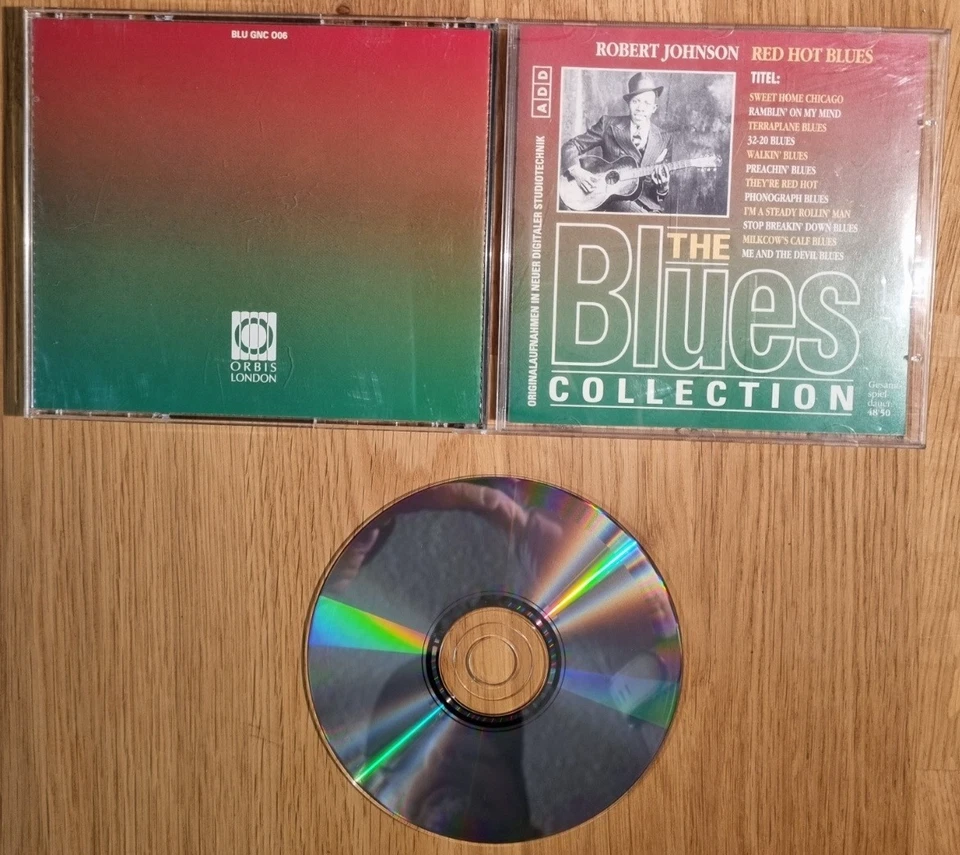 BLU GNC 006
ORBIS
LONDON
ROBERT JOHNSON RED HOT BLUES
ADD
TITEL:
SWEET HOME CHICAGO
RAMBLIN' ON MY MIND
TERRAPLANE BLUES
32-20 BLUES
WALKIN' BLUES
PREACHIN' BLUES
THEY'RE RED HOT
PHONOGRAPH BLUES
I'M A STEADY ROLLIN' MAN
STOP BREAKIN' DOWN BLUES
MILKCOW'S CALF BLUES
ME AND THE DEVIL BLUES
ORIGINALAUFNAHMEN IN NEUER DIGITALER STUDIOTECHNIK
THE
Blues
COLLECTION
Gesamt-
spiel
dauer
48 50